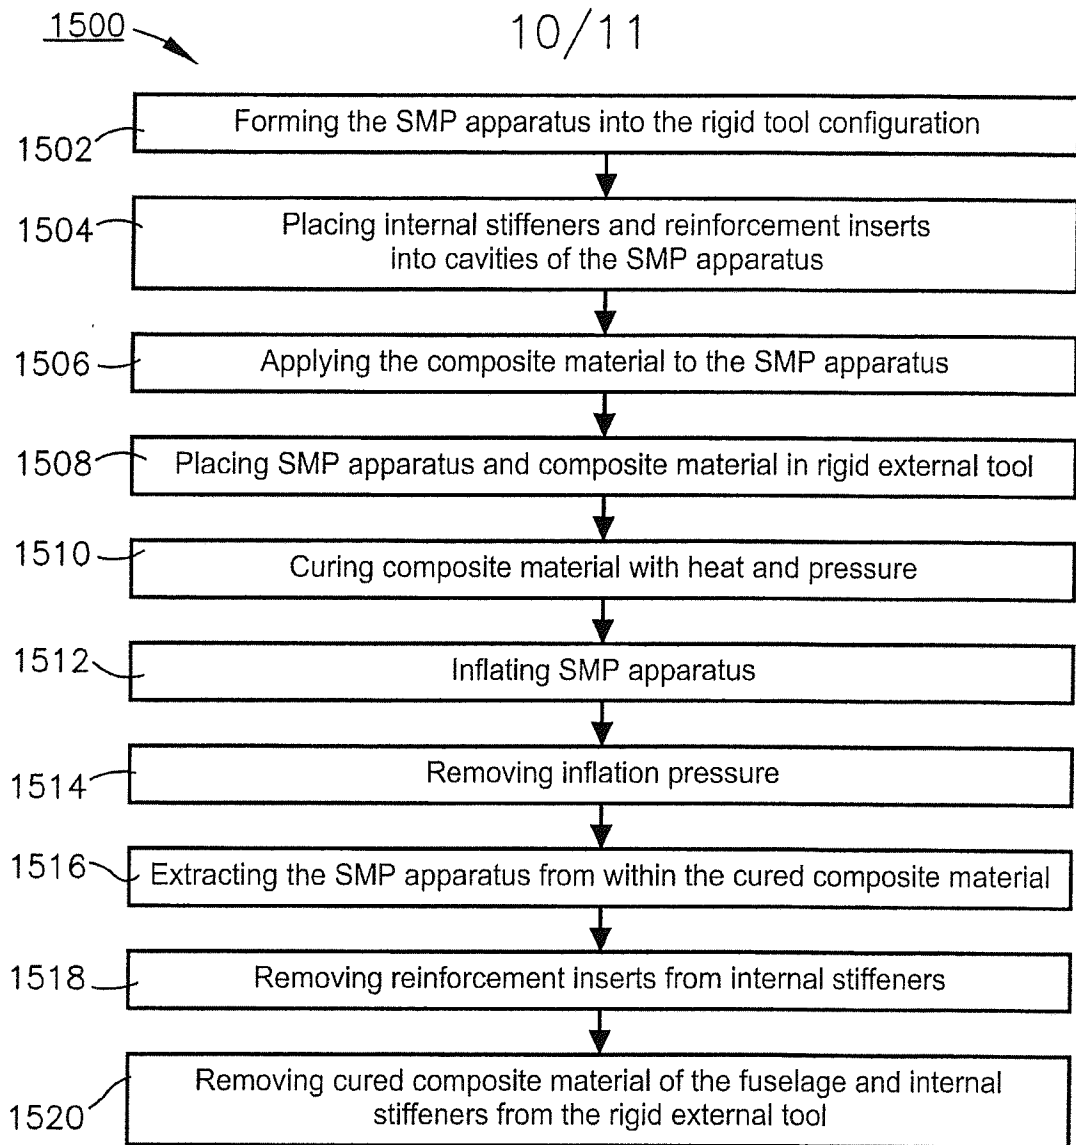 1500
10/11
1502
Forming the SMP apparatus into the rigid tool configuration
1504
Placing internal stiffeners and reinforcement inserts
into cavities of the SMP apparatus
1506
Applying the composite material to the SMP apparatus
1508
Placing SMP apparatus and composite material in rigid external tool
1510
Curing composite material with heat and pressure
1512
Inflating SMP apparatus
1514
Removing inflation pressure
1516
Extracting the SMP apparatus from within the cured composite material
1518
Removing reinforcement inserts from internal stiffeners
1520
Removing cured composite material of the fuselage and internal
stiffeners from the rigid external tool